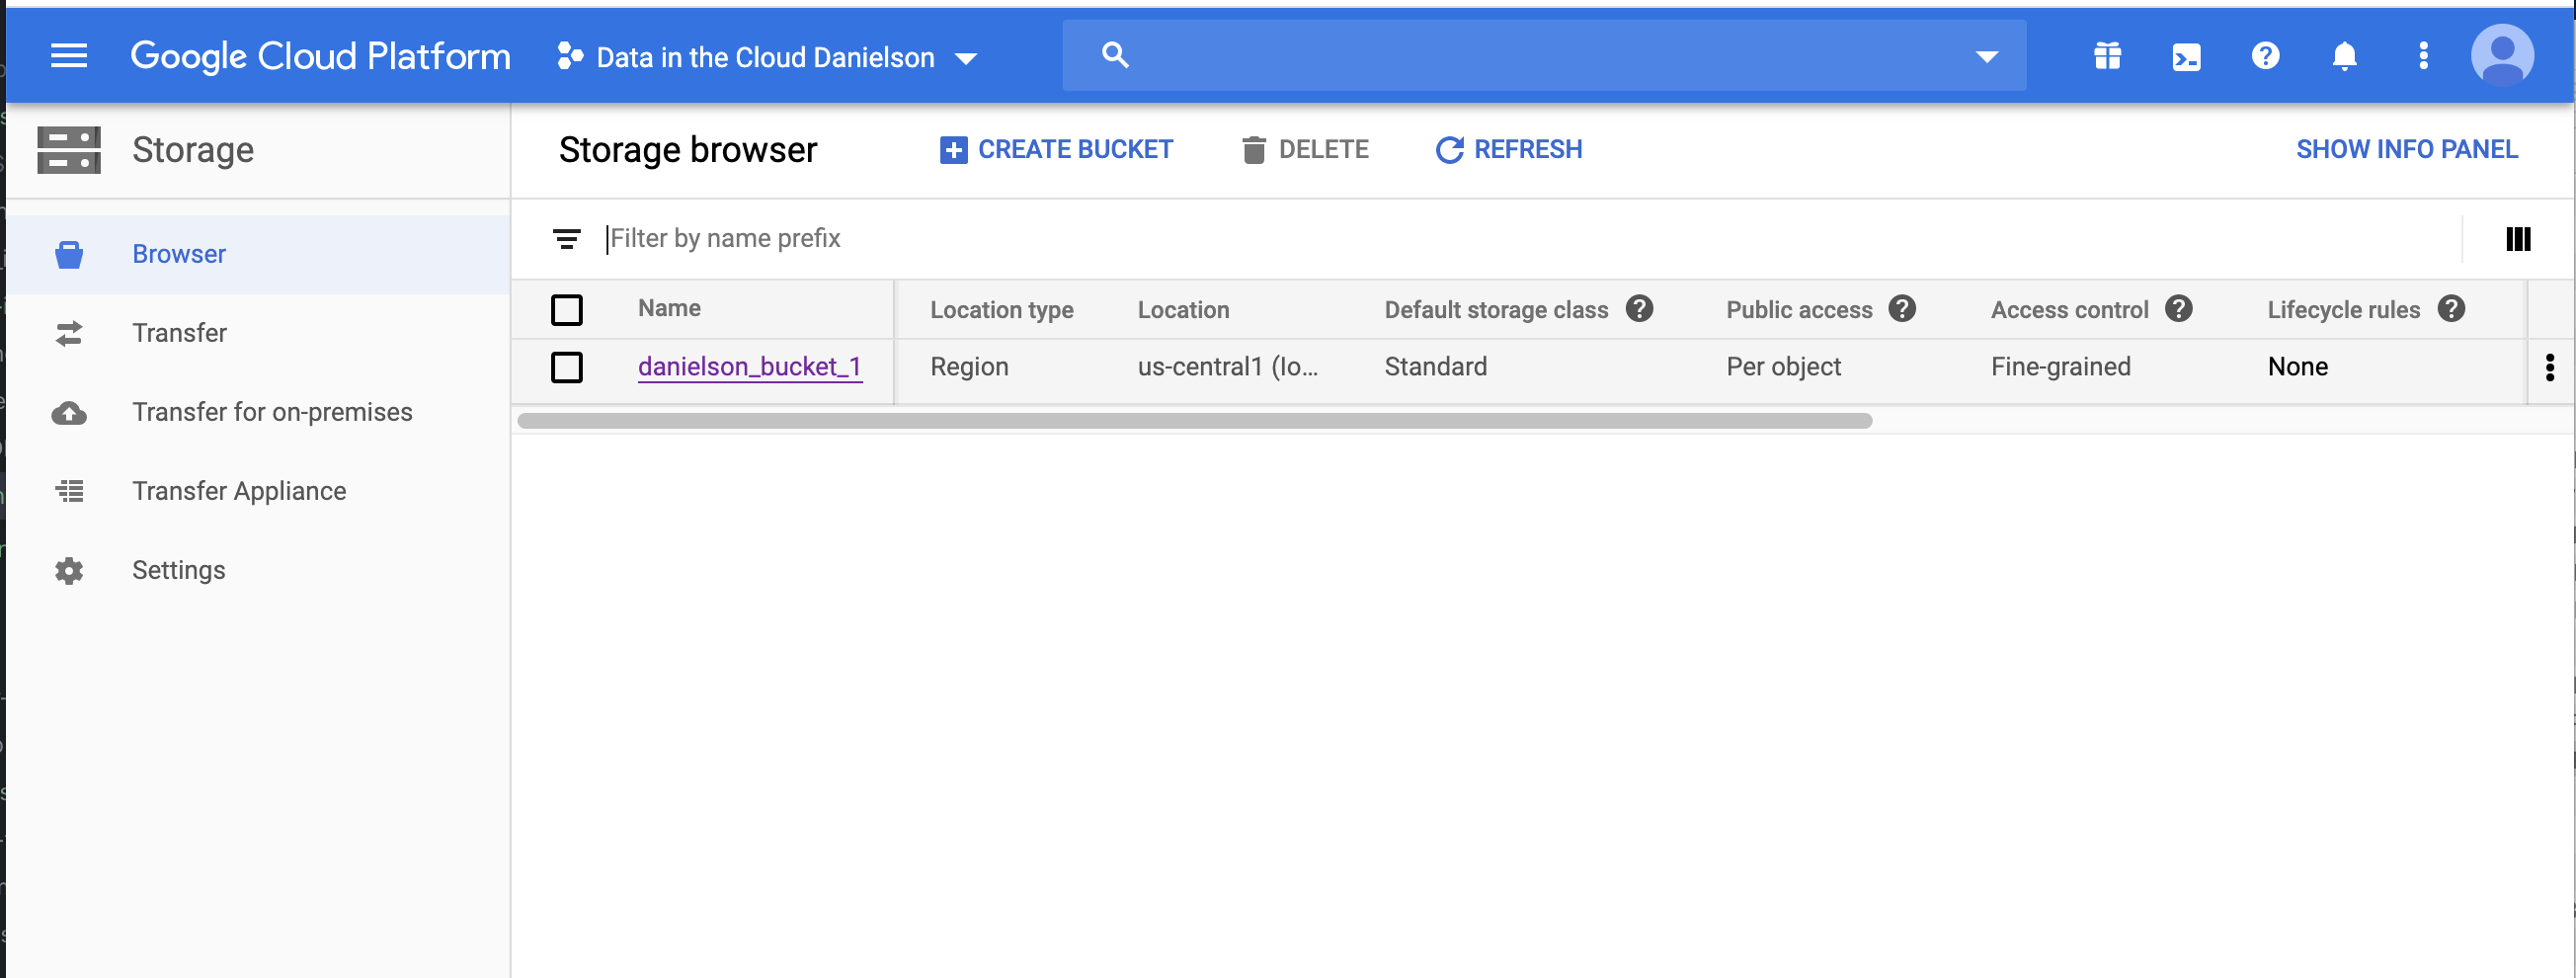 Google Cloud Platform
Data in the Cloud Danielson
Storage
Storage browser
CREATE BUCKET
DELETE
REFRESH
SHOW INFO PANEL
Browser
Transfer
Transfer for on-premises
Transfer Appliance
Settings
Filter by name prefix
Name Location type Location Default storage class Public access Access control Lifecycle rules
danielson_bucket_1 Region us-central1 (Io... Standard Per object Fine-grained None